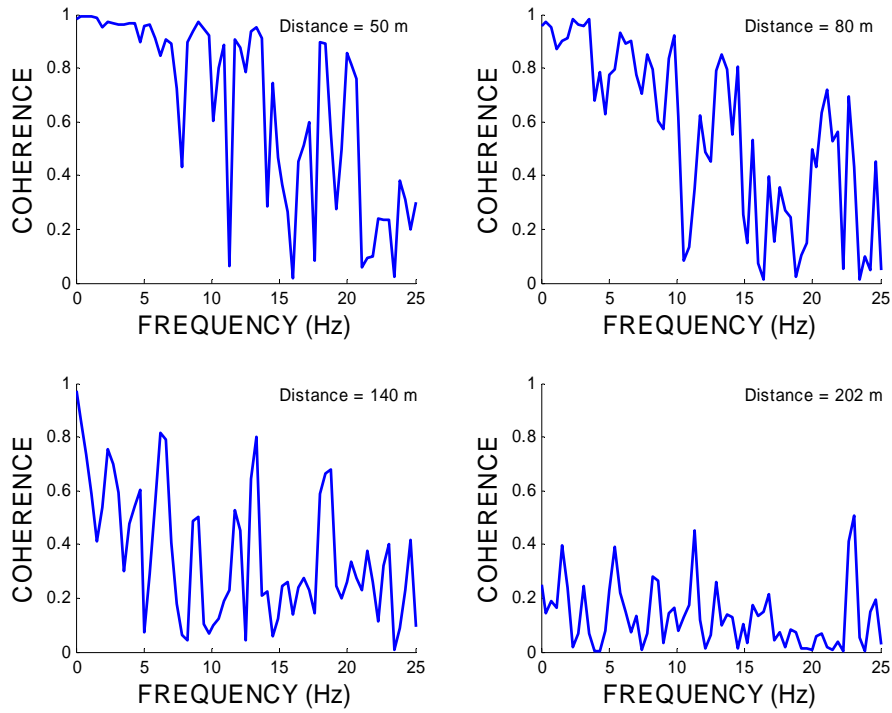 1
0.8
0.6
0.4
0.2
0
COHERENCE
Distance = 50 m
0 5 10 15 20 25
FREQUENCY (Hz)
1
0.8
0.6
0.4
0.2
0
COHERENCE
Distance = 80 m
0 5 10 15 20 25
FREQUENCY (Hz)
1
0.8
0.6
0.4
0.2
0
COHERENCE
Distance = 140 m
0 5 10 15 20 25
FREQUENCY (Hz)
1
0.8
0.6
0.4
0.2
0
COHERENCE
Distance = 202 m
0 5 10 15 20 25
FREQUENCY (Hz)